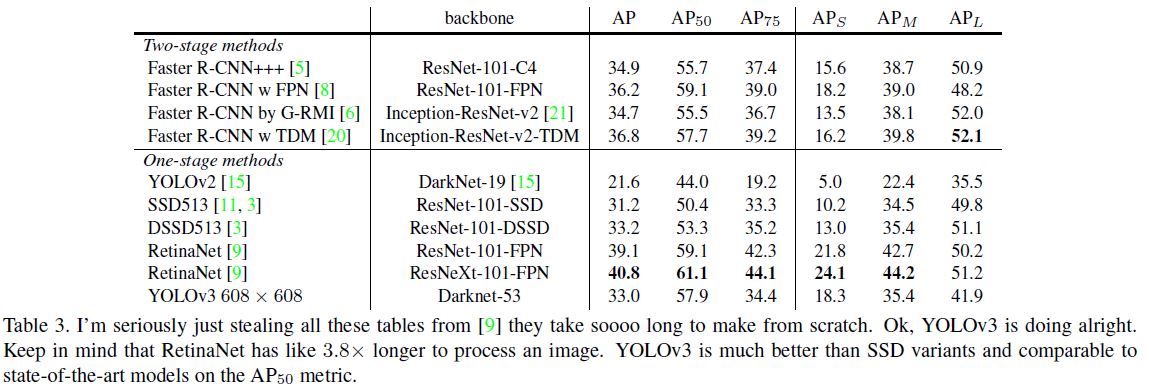 backbone AP AP50 AP75 APS APM APL
Two-stage methods
Faster R-CNN+++ [5] ResNet-101-C4 34.9 55.7 37.4 15.6 38.7 50.9
Faster R-CNN w FPN [8] ResNet-101-FPN 36.2 59.1 39.0 18.2 39.0 48.2
Faster R-CNN by G-RMI [6] Inception-ResNet-v2 [21] 34.7 55.5 36.7 13.5 38.1 52.0
Faster R-CNN w TDM [20] Inception-ResNet-v2-TDM 36.8 57.7 39.2 16.2 39.8 52.1
One-stage methods
YOLOv2 [15] DarkNet-19 [15] 21.6 44.0 19.2 5.0 22.4 35.5
SSD513 [11, 3] ResNet-101-SSD 31.2 50.4 33.3 10.2 34.5 49.8
DSSD513 [3] ResNet-101-DSSD 33.2 53.3 35.2 13.0 35.4 51.1
RetinaNet [9] ResNet-101-FPN 39.1 59.1 42.3 21.8 42.7 50.2
RetinaNet [9] ResNeXt-101-FPN 40.8 61.1 44.1 24.1 44.2 51.2
YOLOv3 608 × 608 Darknet-53 33.0 57.9 34.4 18.3 35.4 41.9
Table 3. I'm seriously just stealing all these tables from [9] they take soooo long to make from scratch. Ok, YOLOv3 is doing alright.
Keep in mind that RetinaNet has like 3.8× longer to process an image. YOLOv3 is much better than SSD variants and comparable to
state-of-the-art models on the AP50 metric.